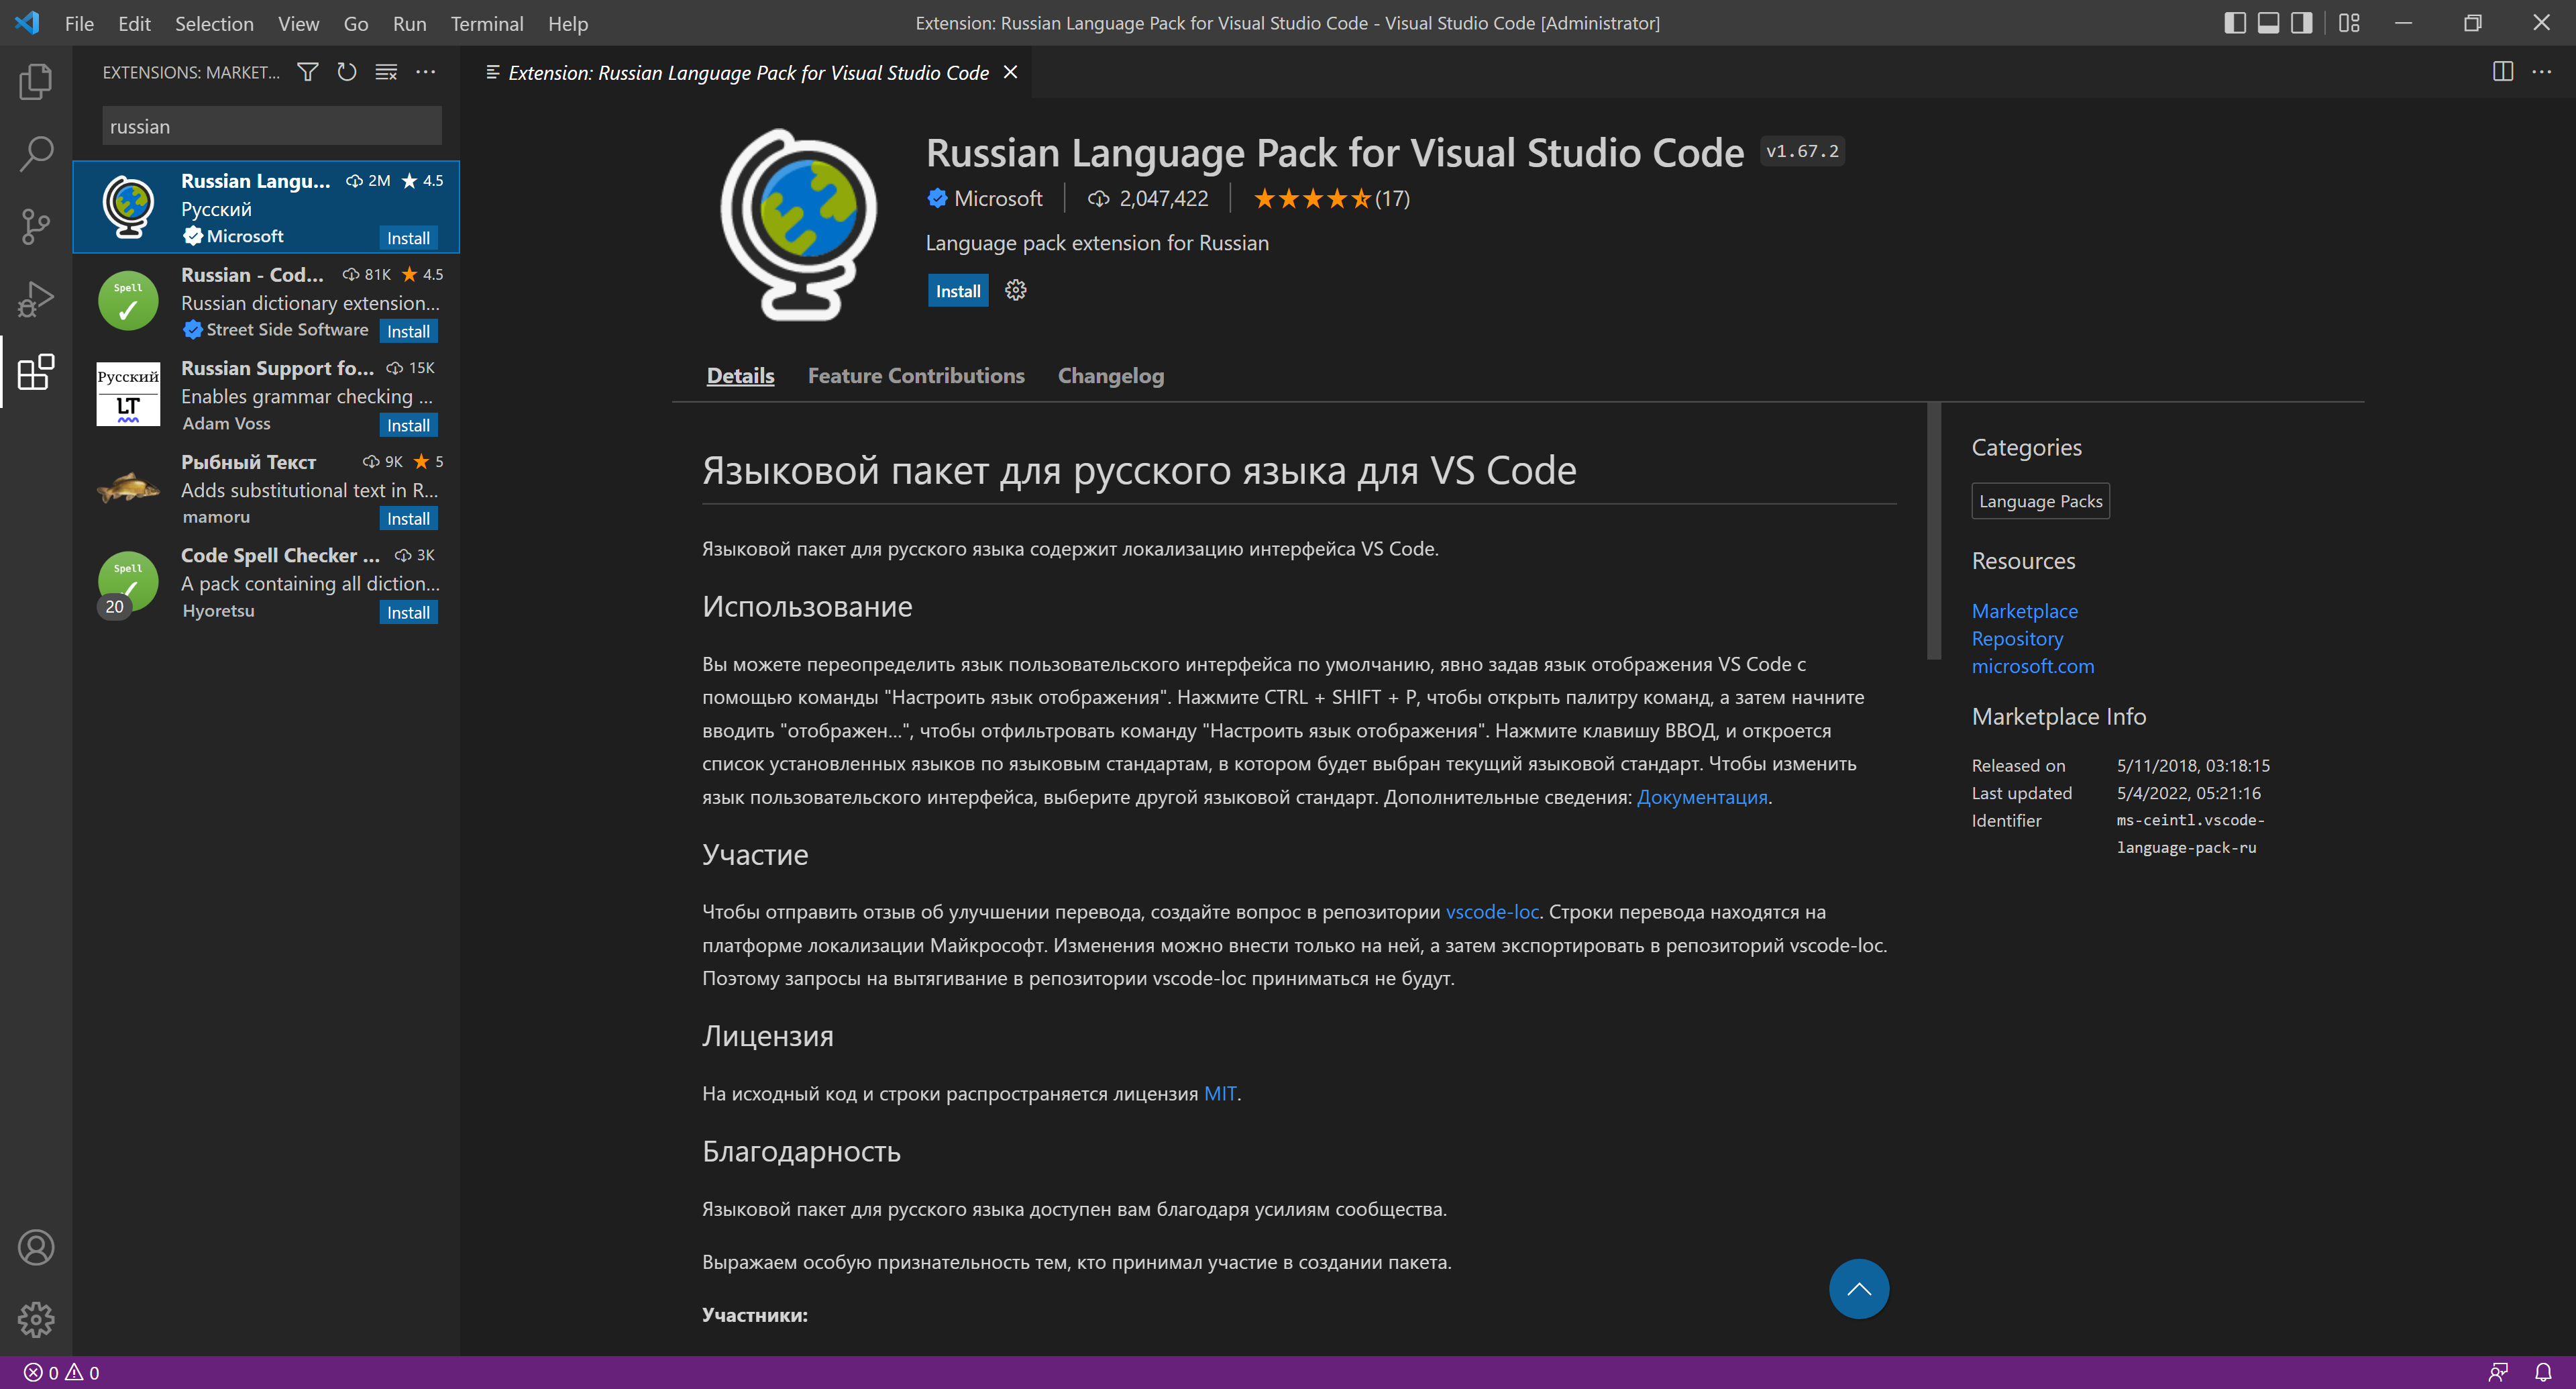 File Edit Selection View Go Run Terminal Help
Extension: Russian Language Pack for Visual Studio Code - Visual Studio Code [Administrator]
EXTENSIONS: MARKET...
russian
Russian Langu... 2M 4.5
Русский
Microsoft Install
Spell
Russian - Cod... 81K 4.5
Russian dictionary extension...
Street Side Software Install
Русский
LT
Russian Support fo... 15K
Enables grammar checking ...
Adam Voss Install
Рыбный Текст 9K 5
Adds substitutional text in R...
mamoru Install
Spell
20
Code Spell Checker ... 3K
A pack containing all diction...
Hyoretsu Install
Extension: Russian Language Pack for Visual Studio Code
Russian Language Pack for Visual Studio Code v1.67.2
Microsoft 2,047,422 (17)
Language pack extension for Russian
Install
Details Feature Contributions Changelog
Языковой пакет для русского языка для VS Code
Языковой пакет для русского языка содержит локализацию интерфейса VS Code.
Использование
Вы можете переопределить язык пользовательского интерфейса по умолчанию, явно задав язык отображения VS Code с
помощью команды "Настроить язык отображения". Нажмите CTRL + SHIFT + P, чтобы открыть палитру команд, а затем начните
вводить "отображен...", чтобы отфильтровать команду "Настроить язык отображения". Нажмите клавишу ВВОД, и откроется
список установленных языков по языковым стандартам, в котором будет выбран текущий языковой стандарт. Чтобы изменить
язык пользовательского интерфейса, выберите другой языковой стандарт. Дополнительные сведения: Документация.
Участие
Чтобы отправить отзыв об улучшении перевода, создайте вопрос в репозитории vscode-loc. Строки перевода находятся на
платформе локализации Майкрософт. Изменения можно внести только на ней, а затем экспортировать в репозиторий vscode-loc.
Поэтому запросы на вытягивание в репозитории vscode-loc приниматься не будут.
Лицензия
На исходный код и строки распространяется лицензия MIT.
Благодарность
Языковой пакет для русского языка доступен вам благодаря усилиям сообщества.
Выражаем особую признательность тем, кто принимал участие в создании пакета.
Участники:
Categories
Language Packs
Resources
Marketplace
Repository
microsoft.com
Marketplace Info
Released on 5/11/2018, 03:18:15
Last updated 5/4/2022, 05:21:16
Identifier ms-ceintl.vscode-
language-pack-ru
0 0